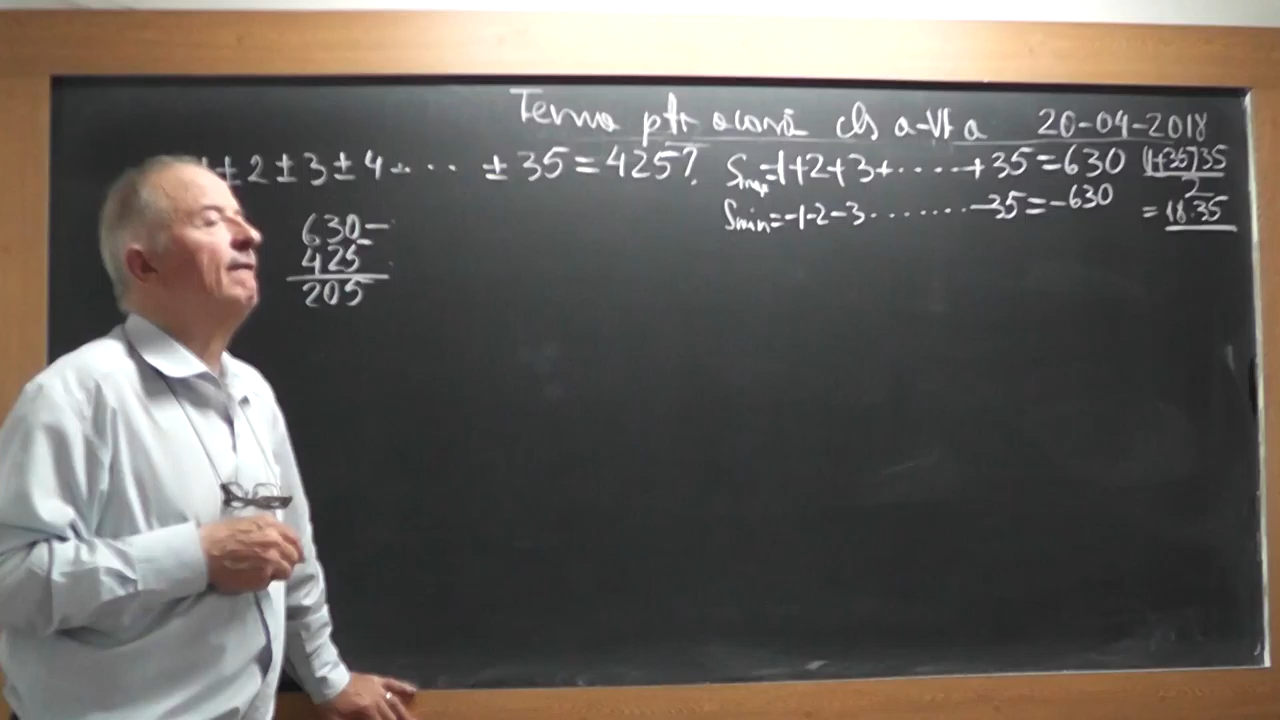 Tema ptr acasă cls a-VI a 20-04-2018
1 ± 2 ± 3 ± 4 ... ± 35 = 425?
630-
425
205
Smax=1+2+3+......+35=630
Smin=-1-2-3........-35=-630
(1+35)35
2
=18.35